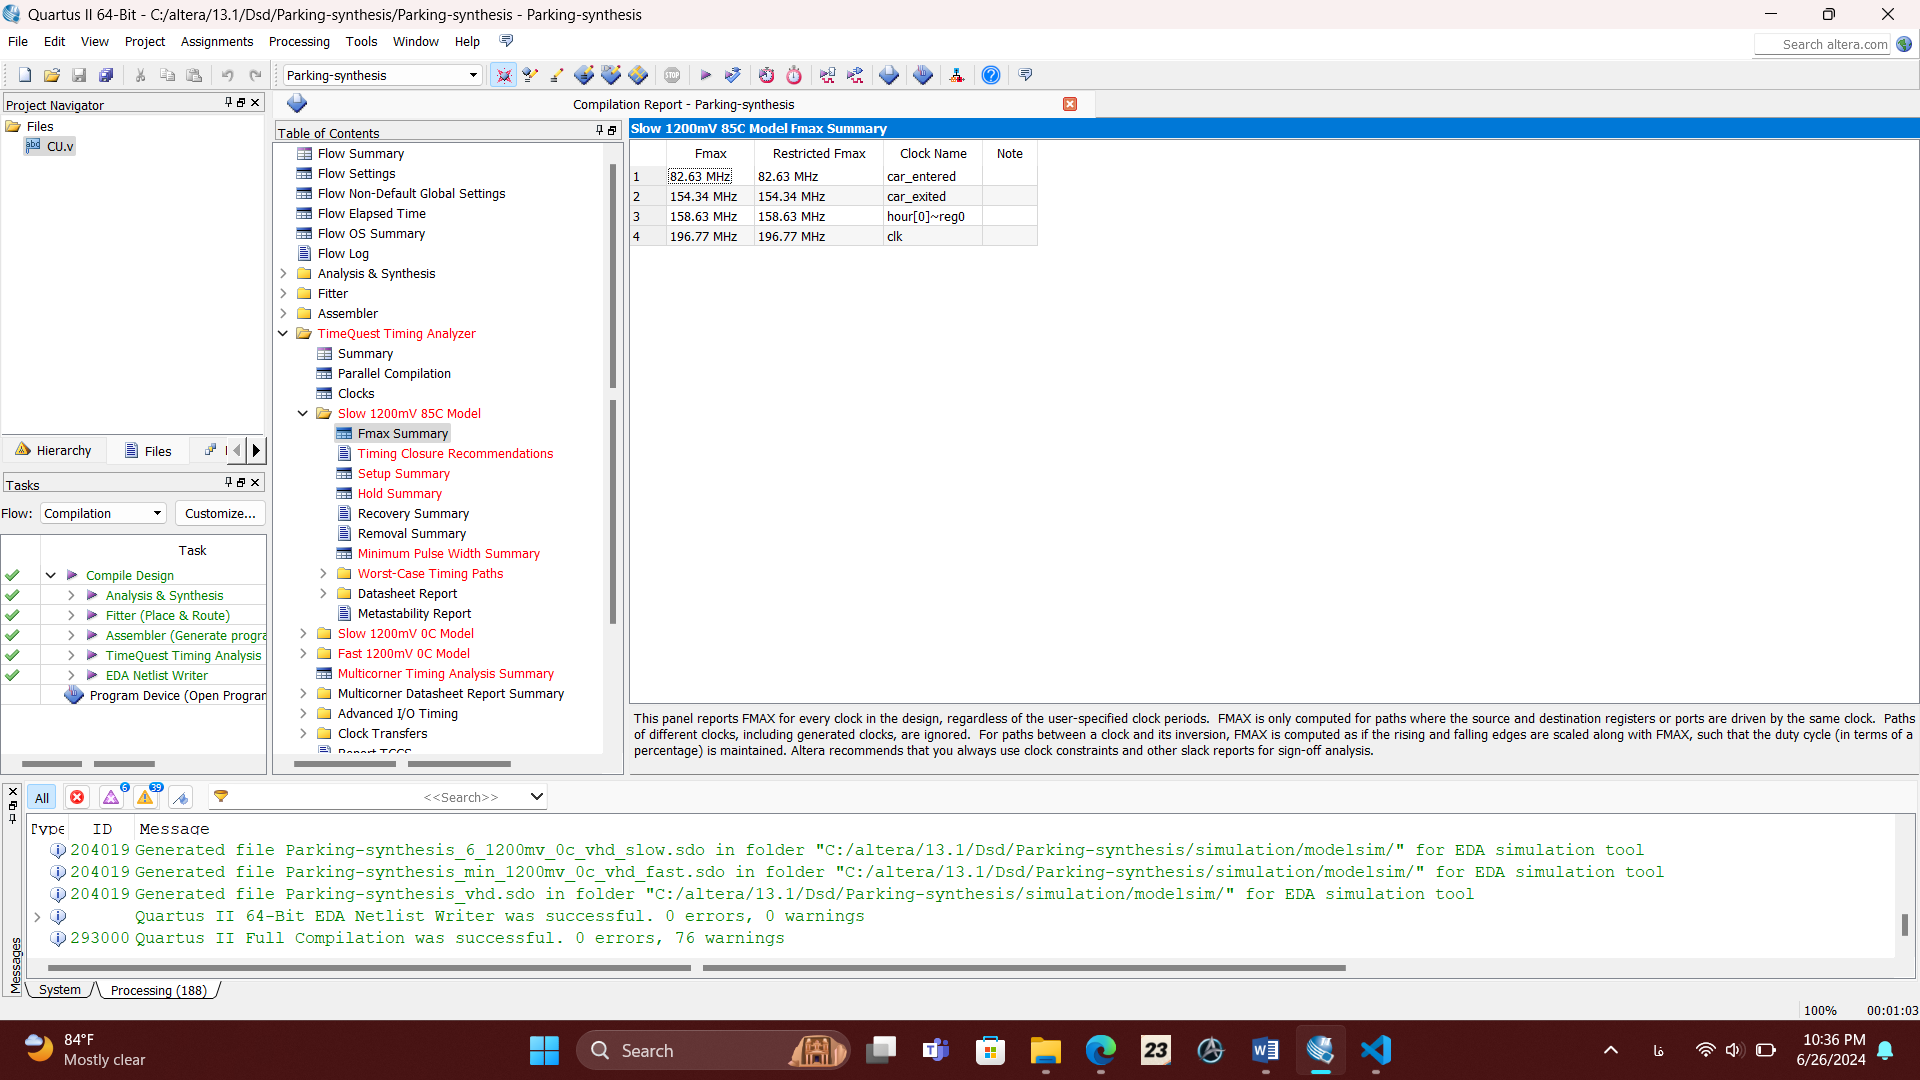 Quartus II 64-Bit - C:/altera/13.1/Dsd/Parking-synthesis/Parking-synthesis - Parking-synthesis
File Edit View Project Assignments Processing Tools Window Help
Search altera.com
Parking-synthesis
STOP
Project Navigator
Files
abc
CU.v
Hierarchy
Files
Tasks
Flow: Compilation Customize...
Task
Compile Design
Analysis & Synthesis
Fitter (Place & Route)
Assembler (Generate progra
TimeQuest Timing Analysis
EDA Netlist Writer
Program Device (Open Program
Compilation Report - Parking-synthesis
Table of Contents
Flow Summary
Flow Settings
Flow Non-Default Global Settings
Flow Elapsed Time
Flow OS Summary
Flow Log
Analysis & Synthesis
Fitter
Assembler
TimeQuest Timing Analyzer
Summary
Parallel Compilation
Clocks
Slow 1200mV 85C Model
Fmax Summary
Timing Closure Recommendations
Setup Summary
Hold Summary
Recovery Summary
Removal Summary
Minimum Pulse Width Summary
Worst-Case Timing Paths
Datasheet Report
Metastability Report
Slow 1200mV 0C Model
Fast 1200mV 0C Model
Multicorner Timing Analysis Summary
Multicorner Datasheet Report Summary
Advanced I/O Timing
Clock Transfers
Report TCCS
Slow 1200mV 85C Model Fmax Summary
Fmax Restricted Fmax Clock Name Note
1 82.63 MHz 82.63 MHz car_entered
2 154.34 MHz 154.34 MHz car_exited
3 158.63 MHz 158.63 MHz hour[0]~reg0
4 196.77 MHz 196.77 MHz clk
This panel reports FMAX for every clock in the design, regardless of the user-specified clock periods. FMAX is only computed for paths where the source and destination registers or ports are driven by the same clock. Paths
of different clocks, including generated clocks, are ignored. For paths between a clock and its inversion, FMAX is computed as if the rising and falling edges are scaled along with FMAX, such that the duty cycle (in terms of a
percentage) is maintained. Altera recommends that you always use clock constraints and other slack reports for sign-off analysis.
All 6 39 <<Search>>
Type ID Message
204019 Generated file Parking-synthesis_6_1200mv_0c_vhd_slow.sdo in folder "C:/altera/13.1/Dsd/Parking-synthesis/simulation/modelsim/" for EDA simulation tool
204019 Generated file Parking-synthesis_min_1200mv_0c_vhd_fast.sdo in folder "C:/altera/13.1/Dsd/Parking-synthesis/simulation/modelsim/" for EDA simulation tool
204019 Generated file Parking-synthesis_vhd.sdo in folder "C:/altera/13.1/Dsd/Parking-synthesis/simulation/modelsim/" for EDA simulation tool
Quartus II 64-Bit EDA Netlist Writer was successful. 0 errors, 0 warnings
293000 Quartus II Full Compilation was successful. 0 errors, 76 warnings
Messages
System Processing (188)
100% 00:01:03
84°F
Mostly clear
Search
23
فا
10:36 PM
6/26/2024